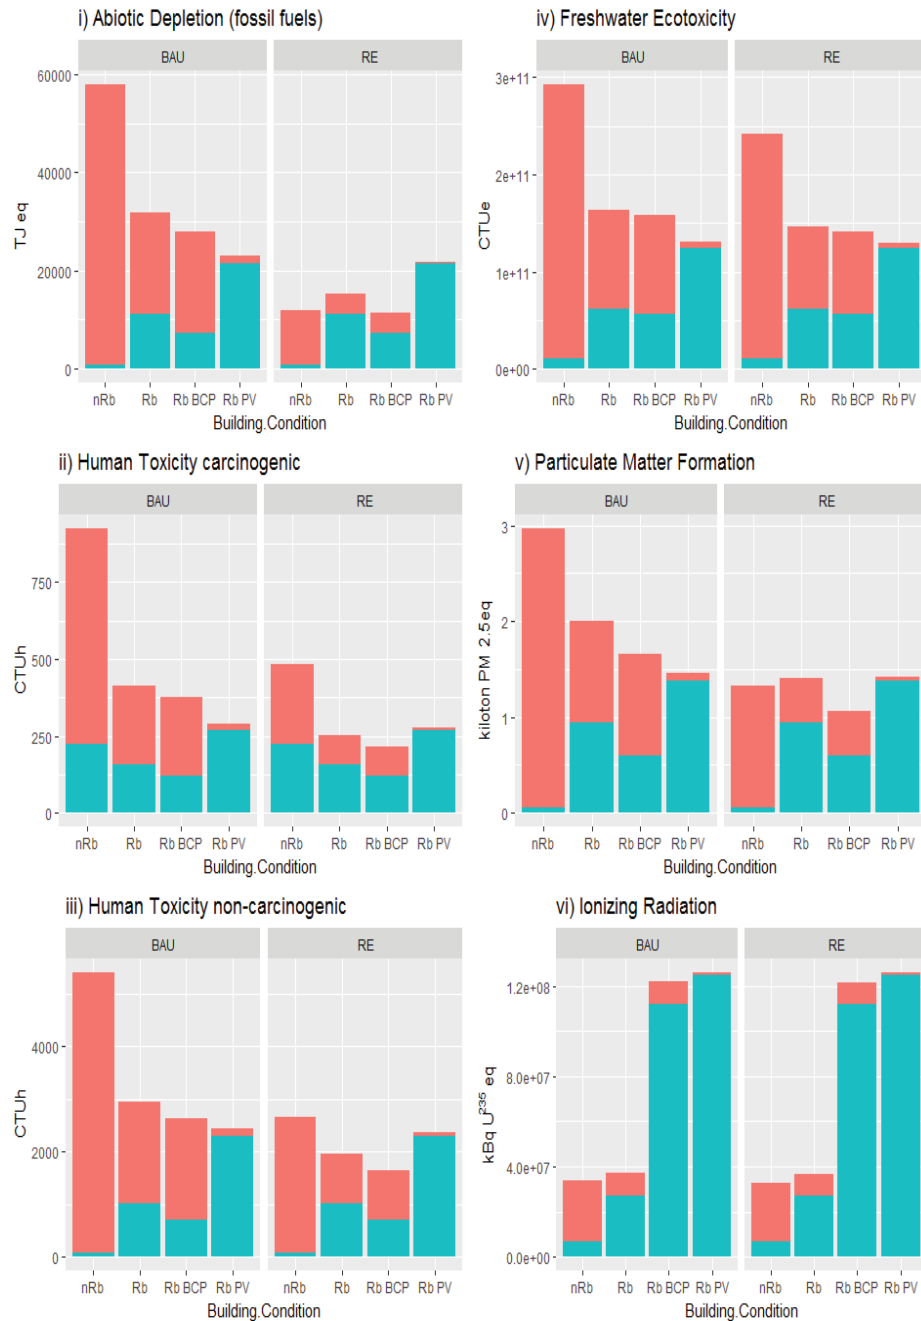 i) Abiotic Depletion (fossil fuels)
BAU
RE
60000
40000
20000
0
TJ eq
nRb
Rb
Rb BCP
Rb PV
nRb
Rb
Rb BCP
Rb PV
Building.Condition
iv) Freshwater Ecotoxicity
BAU
RE
3e+11
2e+11
1e+11
0e+00
CTUe
nRb
Rb
Rb BCP
Rb PV
nRb
Rb
Rb BCP
Rb PV
Building.Condition
ii) Human Toxicity carcinogenic
BAU
RE
750
500
250
0
CTUh
nRb
Rb
Rb BCP
Rb PV
nRb
Rb
Rb BCP
Rb PV
Building.Condition
v) Particulate Matter Formation
BAU
RE
3
2
1
0
kiloton PM 2.5eq
nRb
Rb
Rb BCP
Rb PV
nRb
Rb
Rb BCP
Rb PV
Building.Condition
iii) Human Toxicity non-carcinogenic
BAU
RE
4000
2000
0
CTUh
nRb
Rb
Rb BCP
Rb PV
nRb
Rb
Rb BCP
Rb PV
Building.Condition
vi) Ionizing Radiation
BAU
RE
1.2e+08
8.0e+07
4.0e+07
0.0e+00
kBq U²³⁵ eq
nRb
Rb
Rb BCP
Rb PV
nRb
Rb
Rb BCP
Rb PV
Building.Condition